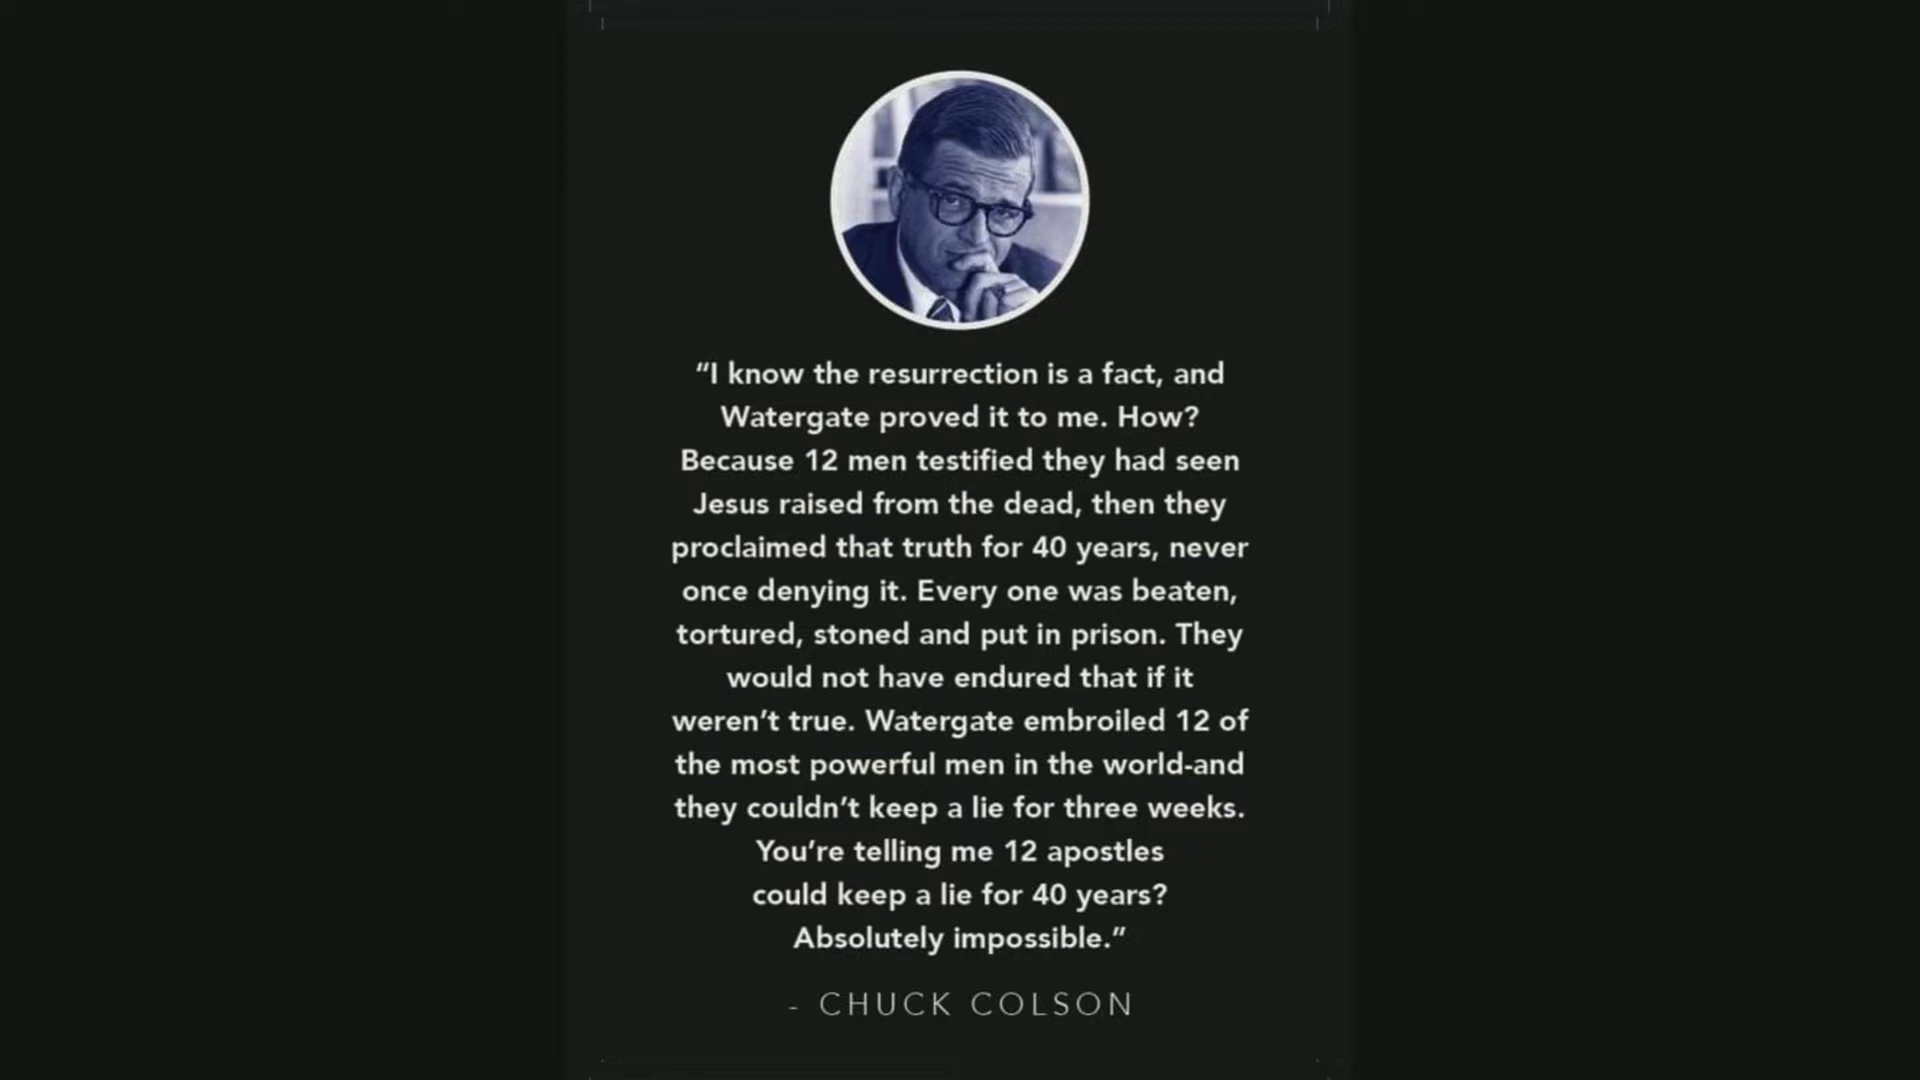 “I know the resurrection is a fact, and
Watergate proved it to me. How?
Because 12 men testified they had seen
Jesus raised from the dead, then they
proclaimed that truth for 40 years, never
once denying it. Every one was beaten,
tortured, stoned and put in prison. They
would not have endured that if it
weren’t true. Watergate embroiled 12 of
the most powerful men in the world-and
they couldn’t keep a lie for three weeks.
You’re telling me 12 apostles
could keep a lie for 40 years?
Absolutely impossible.”
- CHUCK COLSON